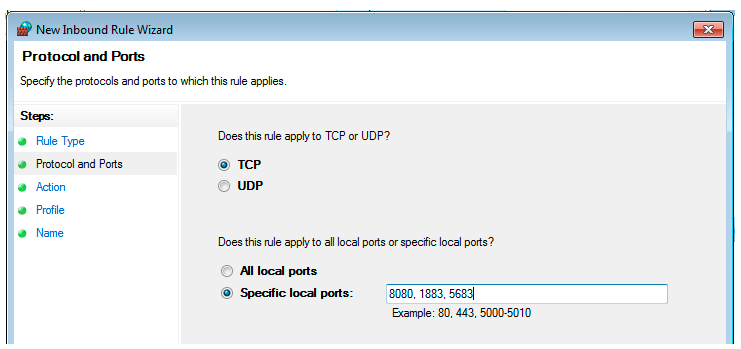 New Inbound Rule Wizard
Protocol and Ports
Specify the protocols and ports to which this rule applies.
Steps:
Rule Type
Protocol and Ports
Action
Profile
Name
Does this rule apply to TCP or UDP?
TCP
UDP
Does this rule apply to all local ports or specific local ports?
All local ports
Specific local ports:
8080, 1883, 5683
Example: 80, 443, 5000-5010